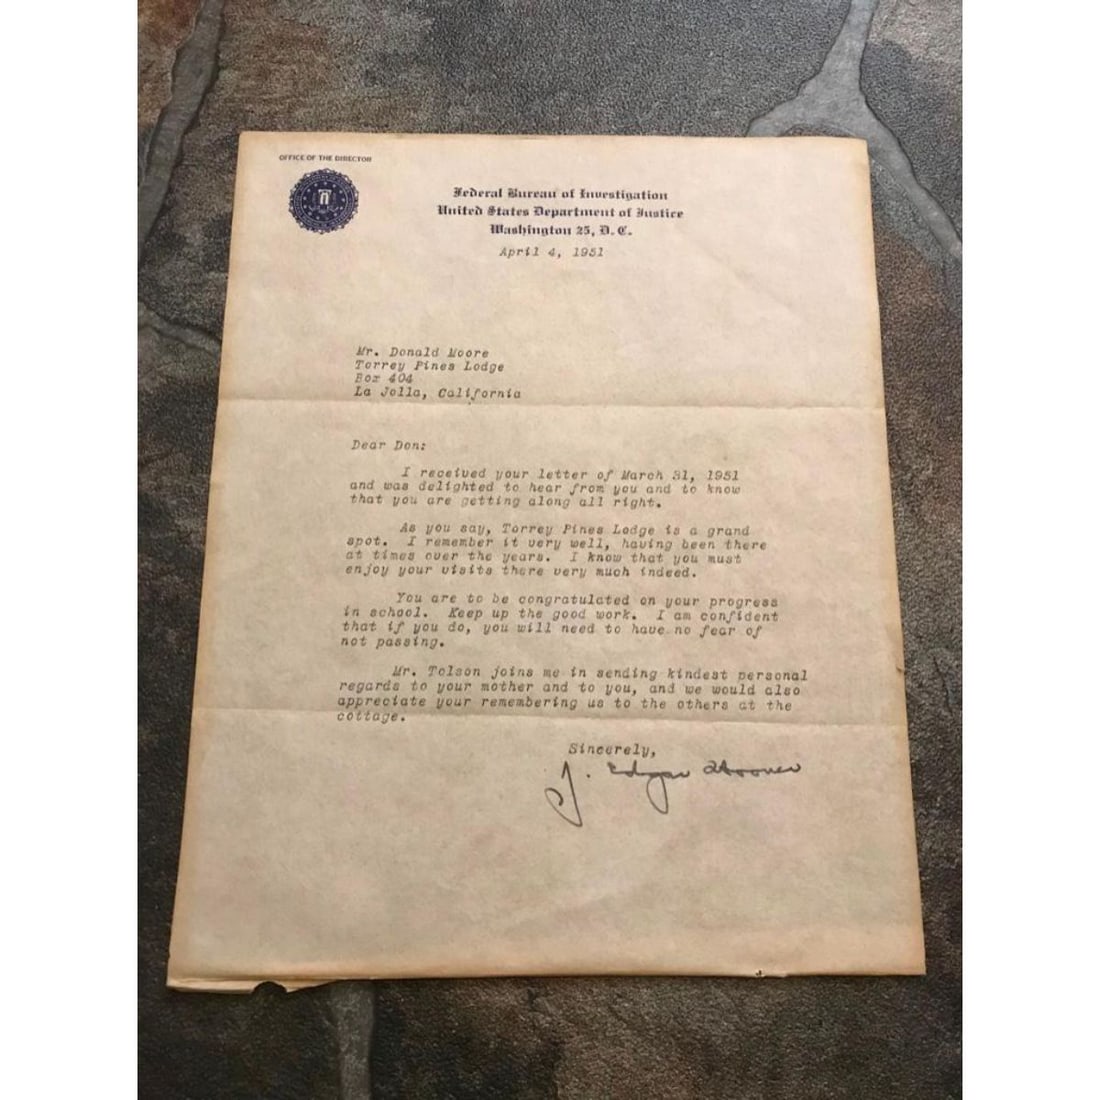 OFFICE OF THE DIRECTOR
Federal Bureau of Investigation
United States Department of Justice
Washington 25, D. C.
April 4, 1951
Mr. Donald Moore
Torrey Pines Lodge
Box 404
La Jolla, California
Dear Don:
I received your letter of March 31, 1951
and was delighted to hear from you and to know
that you are getting along all right.
As you say, Torrey Pines Lodge is a grand
spot. I remember it very well, having been there
at times over the years. I know that you must
enjoy your visits there very much indeed.
You are to be congratulated on your progress
in school. Keep up the good work. I am confident
that if you do, you will need to have no fear of
not passing.
Mr. Tolson joins me in sending kindest personal
regards to your mother and to you, and we would also
appreciate your remembering us to the others at the
cottage.
Sincerely,
J. Edgar Hoover